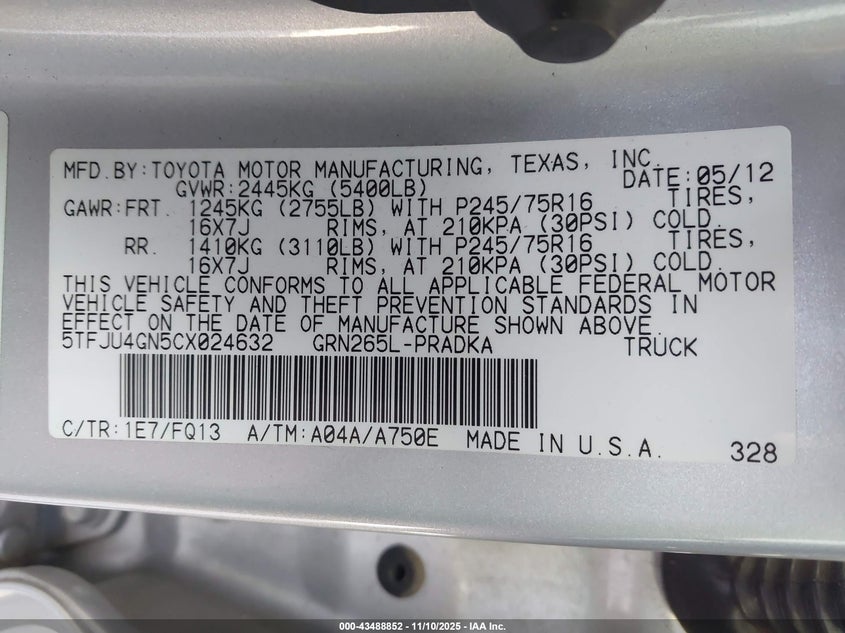 MFD.BY:TOYOTA MOTOR MANUFACTURING, TEXAS, INC.
DATE:05/12
GVWR:2445KG (5400LB)
GAWR:FRT. 1245KG (2755LB) WITH P245/75R16 TIRES,
16X7J RIMS, AT 210KPA (30PSI) COLD.
RR. 1410KG (3110LB) WITH P245/75R16 TIRES,
16X7J RIMS, AT 210KPA (30PSI) COLD.
THIS VEHICLE CONFORMS TO ALL APPLICABLE FEDERAL MOTOR
VEHICLE SAFETY AND THEFT PREVENTION STANDARDS IN
EFFECT ON THE DATE OF MANUFACTURE SHOWN ABOVE.
5TFJU4GN5CX024632 GRN265L-PRADKA TRUCK
C/TR:1E7/FQ13 A/TM:A04A/A750E MADE IN U.S.A.
328
000-43488852 - 11/10/2025 - IAA Inc.